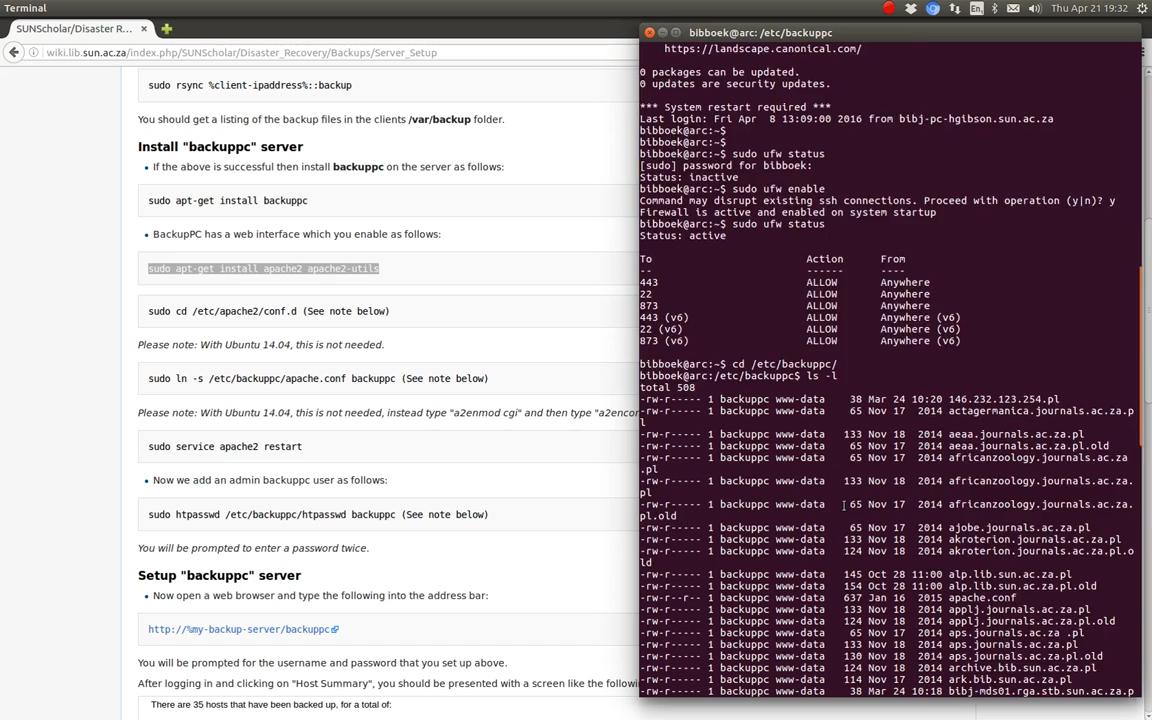 Terminal
En
Thu Apr 21 19:32
SUNScholar/Disaster R...
wiki.lib.sun.ac.za/index.php/SUNScholar/Disaster_Recovery/Backups/Server_Setup
sudo rsync %client-ipaddress%::backup
You should get a listing of the backup files in the clients /var/backup folder.
Install "backuppc" server
If the above is successful then install backuppc on the server as follows:
sudo apt-get install backuppc
BackupPC has a web interface which you enable as follows:
sudo apt-get install apache2 apache2-utils
sudo cd /etc/apache2/conf.d (See note below)
Please note: With Ubuntu 14.04, this is not needed.
sudo ln -s /etc/backuppc/apache.conf backuppc (See note below)
Please note: With Ubuntu 14.04, this is not needed, instead type "a2enmod cgi" and then type "a2encon
sudo service apache2 restart
Now we add an admin backuppc user as follows:
sudo htpasswd /etc/backuppc/htpasswd backuppc (See note below)
You will be prompted to enter a password twice.
Setup "backuppc" server
Now open a web browser and type the following into the address bar:
http://%my-backup-server/backuppc
You will be prompted for the username and password that you set up above.
After logging in and clicking on "Host Summary", you should be presented with a screen like the follow
There are 35 hosts that have been backed up, for a total of:
bibboek@arc: /etc/backuppc
https://landscape.canonical.com/
0 packages can be updated.
0 updates are security updates.
*** System restart required ***
Last login: Fri Apr  8 13:09:00 2016 from bibj-pc-hgibson.sun.ac.za
bibboek@arc:~$
bibboek@arc:~$
bibboek@arc:~$ sudo ufw status
[sudo] password for bibboek:
Status: inactive
bibboek@arc:~$ sudo ufw enable
Command may disrupt existing ssh connections. Proceed with operation (y|n)? y
Firewall is active and enabled on system startup
bibboek@arc:~$ sudo ufw status
Status: active
To Action From
-- ------ ----
443 ALLOW Anywhere
22 ALLOW Anywhere
873 ALLOW Anywhere
443 (v6) ALLOW Anywhere (v6)
22 (v6) ALLOW Anywhere (v6)
873 (v6) ALLOW Anywhere (v6)
bibboek@arc:~$ cd /etc/backuppc/
bibboek@arc:/etc/backuppc$ ls -l
total 508
-rw-r----- 1 backuppc www-data 38 Mar 24 10:20 146.232.123.254.pl
-rw-r----- 1 backuppc www-data 65 Nov 17 2014 actagermanica.journals.ac.za.p
l
-rw-r----- 1 backuppc www-data 133 Nov 18 2014 aeaa.journals.ac.za.pl
-rw-r----- 1 backuppc www-data 65 Nov 17 2014 aeaa.journals.ac.za.pl.old
-rw-r----- 1 backuppc www-data 65 Nov 17 2014 africanzoology.journals.ac.za
.pl
-rw-r----- 1 backuppc www-data 133 Nov 18 2014 africanzoology.journals.ac.za.
pl
-rw-r----- 1 backuppc www-data 65 Nov 17 2014 africanzoology.journals.ac.za.
pl.old
-rw-r----- 1 backuppc www-data 65 Nov 17 2014 ajobe.journals.ac.za.pl
-rw-r----- 1 backuppc www-data 133 Nov 18 2014 akroterion.journals.ac.za.pl
-rw-r----- 1 backuppc www-data 124 Nov 18 2014 akroterion.journals.ac.za.pl.o
ld
-rw-r----- 1 backuppc www-data 145 Oct 28 11:00 alp.lib.sun.ac.za.pl
-rw-r----- 1 backuppc www-data 154 Oct 28 11:00 alp.lib.sun.ac.za.pl.old
-rw-r--r-- 1 backuppc www-data 637 Jan 16 2015 apache.conf
-rw-r----- 1 backuppc www-data 133 Nov 18 2014 applj.journals.ac.za.pl
-rw-r----- 1 backuppc www-data 124 Nov 18 2014 applj.journals.ac.za.pl.old
-rw-r----- 1 backuppc www-data 65 Nov 17 2014 aps.journals.ac.za .pl
-rw-r----- 1 backuppc www-data 133 Nov 18 2014 aps.journals.ac.za.pl
-rw-r----- 1 backuppc www-data 130 Nov 18 2014 aps.journals.ac.za.pl.old
-rw-r----- 1 backuppc www-data 124 Nov 18 2014 archive.bib.sun.ac.za.pl
-rw-r----- 1 backuppc www-data 114 Nov 17 2014 ark.bib.sun.ac.za.pl
-rw-r----- 1 backuppc www-data 38 Mar 24 10:18 bibj-mds01.rga.stb.sun.ac.za.p